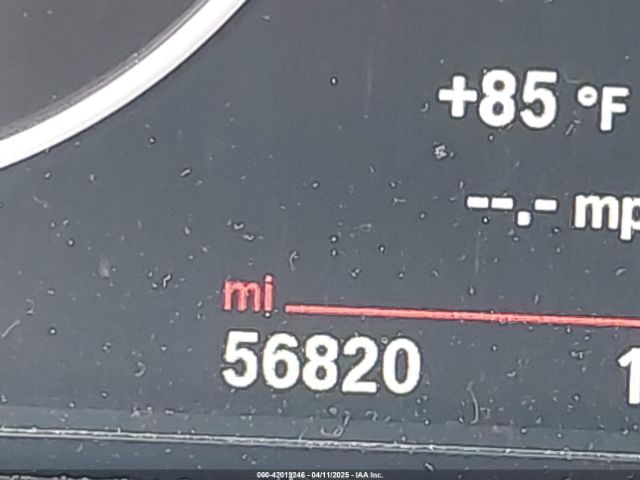 +85 °F
--.- mp
mi
56820 1
000-42019246 - 04/11/2025 - IAA Inc.